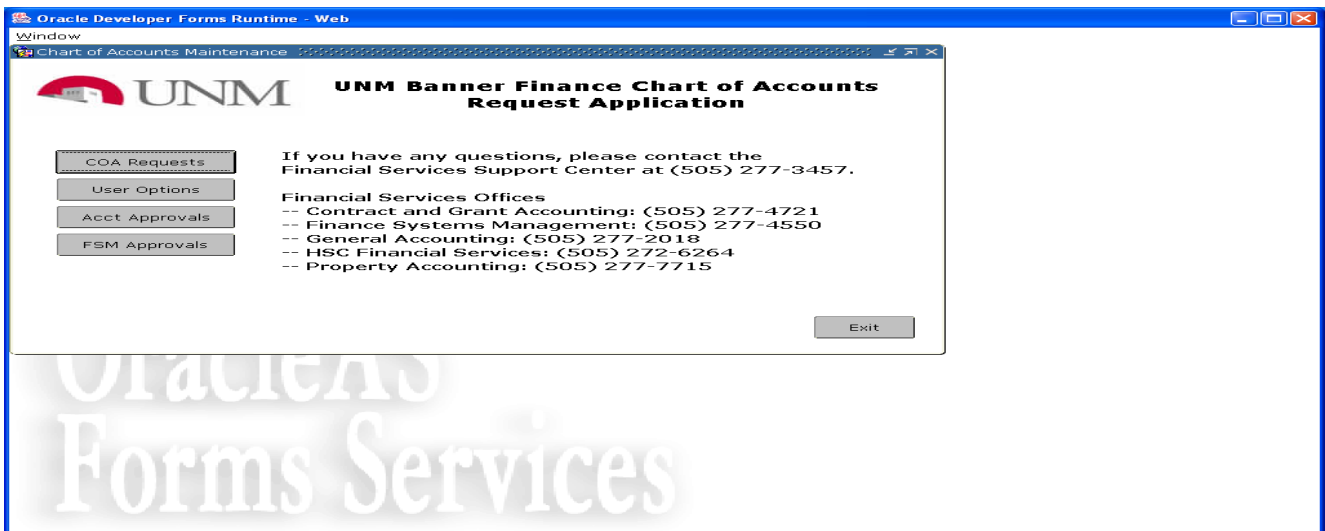 Oracle Developer Forms Runtime - Web
Window
Chart of Accounts Maintenance
UNM
UNM Banner Finance Chart of Accounts
Request Application
COA Requests
User Options
Acct Approvals
FSM Approvals
If you have any questions, please contact the
Financial Services Support Center at (505) 277-3457.
Financial Services Offices
-- Contract and Grant Accounting: (505) 277-4721
-- Finance Systems Management: (505) 277-4550
-- General Accounting: (505) 277-2018
-- HSC Financial Services: (505) 272-6264
-- Property Accounting: (505) 277-7715
Exit
OracleAS
Forms Services